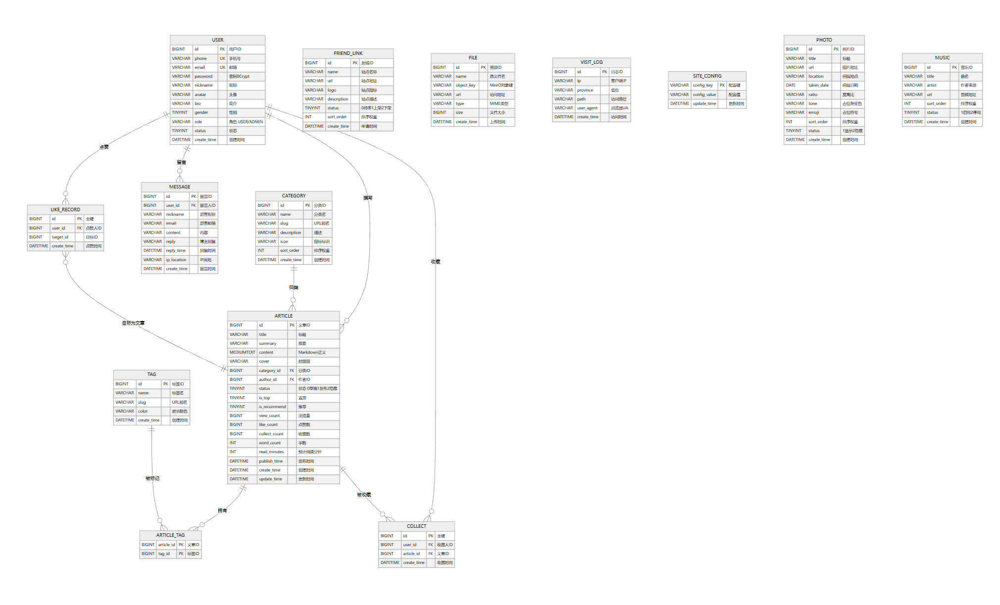 USER
BIGINT id PK 用户ID
VARCHAR phone UK 手机号
VARCHAR email UK 邮箱
VARCHAR password 密码BCrypt
VARCHAR nickname 昵称
VARCHAR avatar 头像
VARCHAR bio 简介
TINYINT gender 性别
VARCHAR role 角色 USER/ADMIN
TINYINT status 状态
DATETIME create_time 创建时间
FRIEND_LINK
BIGINT id PK 友链ID
VARCHAR name 站点名称
VARCHAR url 站点地址
VARCHAR logo 站点图标
VARCHAR description 站点描述
TINYINT status 0待审1上架2下架
INT sort_order 排序权重
DATETIME create_time 申请时间
FILE
BIGINT id PK 资源ID
VARCHAR name 原文件名
VARCHAR object_key MinIO对象键
VARCHAR url 访问地址
VARCHAR type MIME类型
BIGINT size 文件大小
DATETIME create_time 上传时间
VISIT_LOG
BIGINT id PK 日志ID
VARCHAR ip 客户端IP
VARCHAR province 省份
VARCHAR path 访问路径
VARCHAR user_agent 浏览器UA
DATETIME create_time 访问时间
SITE_CONFIG
VARCHAR config_key PK 配置键
VARCHAR config_value 配置值
DATETIME update_time 更新时间
PHOTO
BIGINT id PK 照片ID
VARCHAR title 标题
VARCHAR url 图片地址
VARCHAR location 拍摄地点
DATE taken_date 拍摄日期
VARCHAR ratio 宽高比
VARCHAR tone 占位渐变色
VARCHAR emoji 占位符号
INT sort_order 排序权重
TINYINT status 1显示2隐藏
DATETIME create_time 创建时间
MUSIC
BIGINT id PK 音乐ID
VARCHAR title 曲名
VARCHAR artist 作者来源
VARCHAR url 音频地址
INT sort_order 排序权重
TINYINT status 1启用2停用
DATETIME create_time 创建时间
点赞
留言
撰写
收藏
MESSAGE
BIGINT id PK 留言ID
BIGINT user_id FK 留言人ID
VARCHAR nickname 游客昵称
VARCHAR email 游客邮箱
VARCHAR content 内容
VARCHAR reply 博主回复
DATETIME reply_time 回复时间
VARCHAR ip_location IP属地
DATETIME create_time 留言时间
CATEGORY
BIGINT id PK 分类ID
VARCHAR name 分类名
VARCHAR slug URL别名
VARCHAR description 描述
VARCHAR icon 图标标识
INT sort_order 排序权重
DATETIME create_time 创建时间
LIKE_RECORD
BIGINT id PK 主键
BIGINT user_id FK 点赞人ID
BIGINT target_id 目标ID
DATETIME create_time 点赞时间
归类
目标为文章
ARTICLE
BIGINT id PK 文章ID
VARCHAR title 标题
VARCHAR summary 摘要
MEDIUMTEXT content Markdown正文
VARCHAR cover 封面图
BIGINT category_id FK 分类ID
BIGINT author_id FK 作者ID
TINYINT status 状态 0草稿1发布2隐藏
TINYINT is_top 置顶
TINYINT is_recommend 推荐
BIGINT view_count 浏览量
BIGINT like_count 点赞数
BIGINT collect_count 收藏数
INT word_count 字数
INT read_minutes 预计阅读分钟
DATETIME publish_time 发布时间
DATETIME create_time 创建时间
DATETIME update_time 更新时间
TAG
BIGINT id PK 标签ID
VARCHAR name 标签名
VARCHAR slug URL别名
VARCHAR color 展示颜色
DATETIME create_time 创建时间
被标记
拥有
被收藏
ARTICLE_TAG
BIGINT article_id PK 文章ID
BIGINT tag_id PK 标签ID
COLLECT
BIGINT id PK 主键
BIGINT user_id FK 收藏人ID
BIGINT article_id FK 文章ID
DATETIME create_time 收藏时间